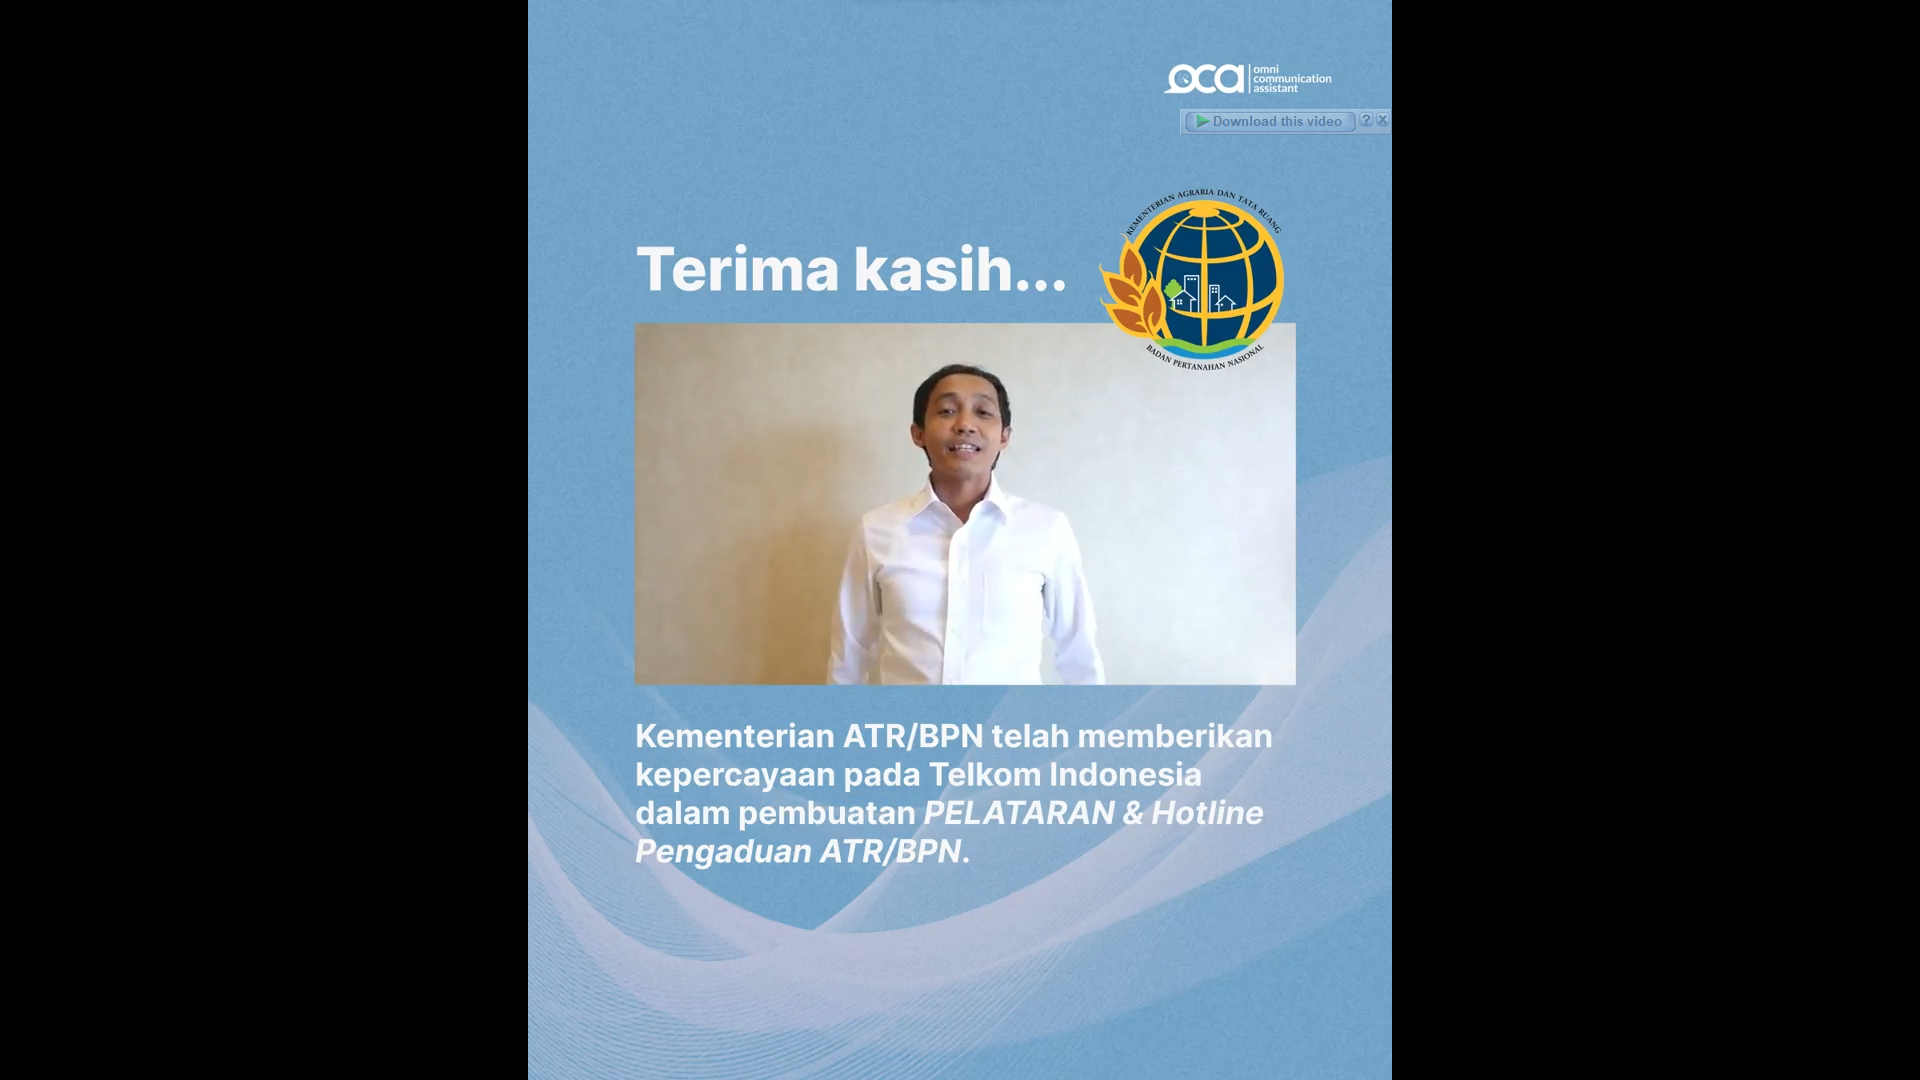 oca omni communication assistant
Download this video ? X
KEMENTERIAN AGRARIA DAN TATA RUANG
Terima kasih...
BADAN PERTANAHAN NASIONAL
Kementerian ATR/BPN telah memberikan
kepercayaan pada Telkom Indonesia
dalam pembuatan PELATARAN & Hotline
Pengaduan ATR/BPN.